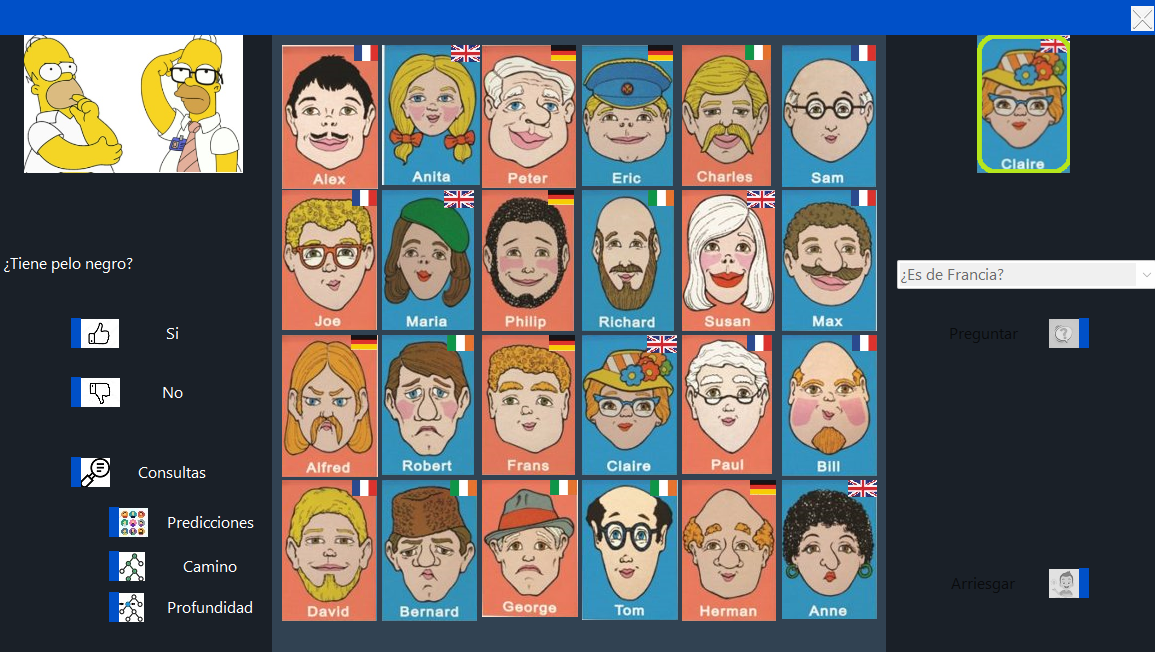 ¿Tiene pelo negro?
Si
No
Consultas
Predicciones
Camino
Profundidad
Alex
Anita
Peter
Eric
Charles
Sam
Joe
Maria
Philip
Richard
Susan
Max
Alfred
Robert
Frans
Claire
Paul
Bill
David
Bernard
George
Tom
Herman
Anne
Claire
¿Es de Francia?
Preguntar
Arriesgar